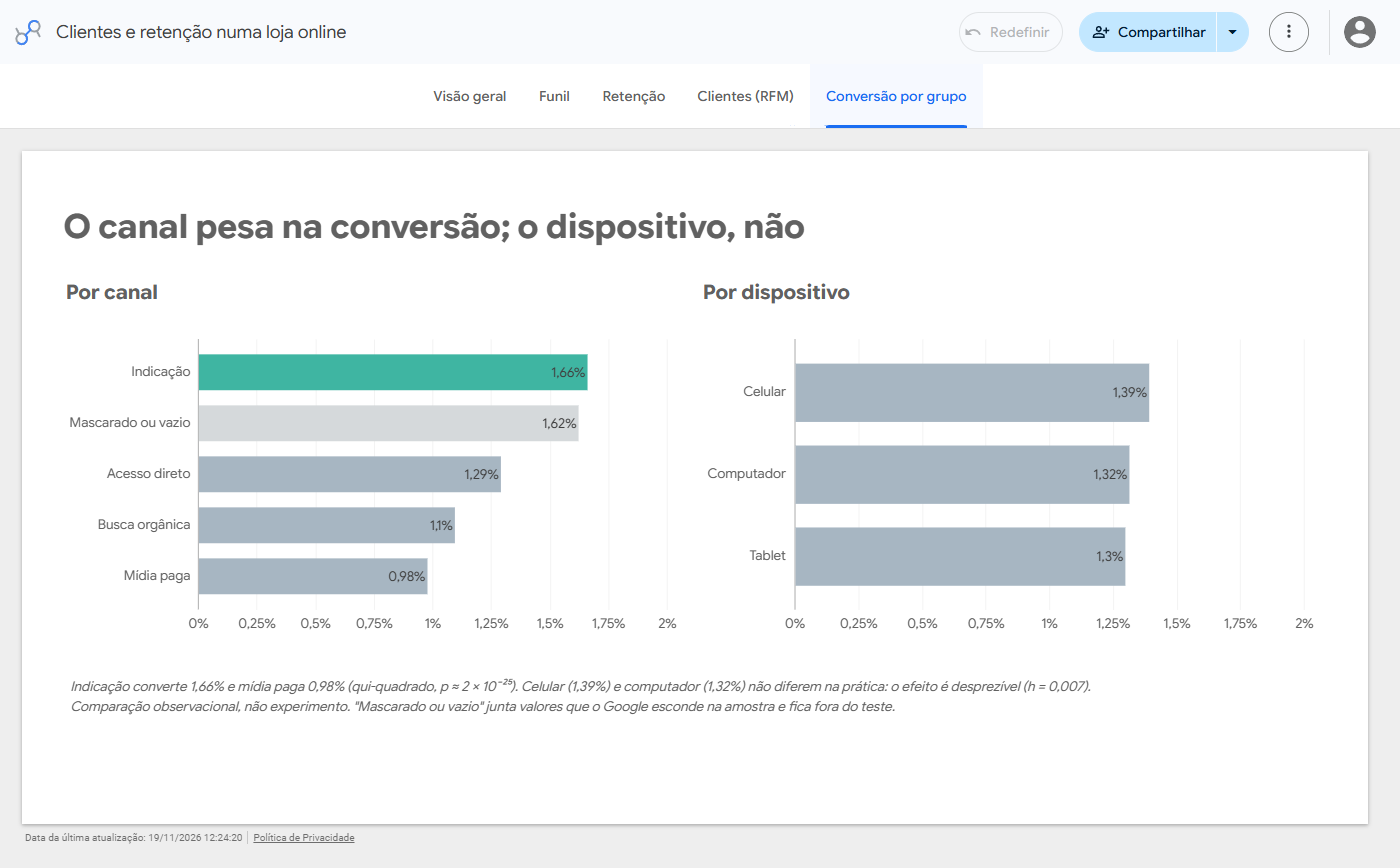 Clientes e retenção numa loja online
Redefinir
Compartilhar
Visão geral
Funil
Retenção
Clientes (RFM)
Conversão por grupo
O canal pesa na conversão; o dispositivo, não
Por canal
Indicação
1,66%
Mascarado ou vazio
1,62%
Acesso direto
1,29%
Busca orgânica
1,1%
Mídia paga
0,98%
0% 0,25% 0,5% 0,75% 1% 1,25% 1,5% 1,75% 2%
Por dispositivo
Celular
1,39%
Computador
1,32%
Tablet
1,3%
0% 0,25% 0,5% 0,75% 1% 1,25% 1,5% 1,75% 2%
Indicação converte 1,66% e mídia paga 0,98% (qui-quadrado, p ≈ 2 × 10⁻²⁵). Celular (1,39%) e computador (1,32%) não diferem na prática: o efeito é desprezível (h = 0,007).
Comparação observacional, não experimento. "Mascarado ou vazio" junta valores que o Google esconde na amostra e fica fora do teste.
Data da última atualização: 19/11/2026 12:24:20
Política de Privacidade